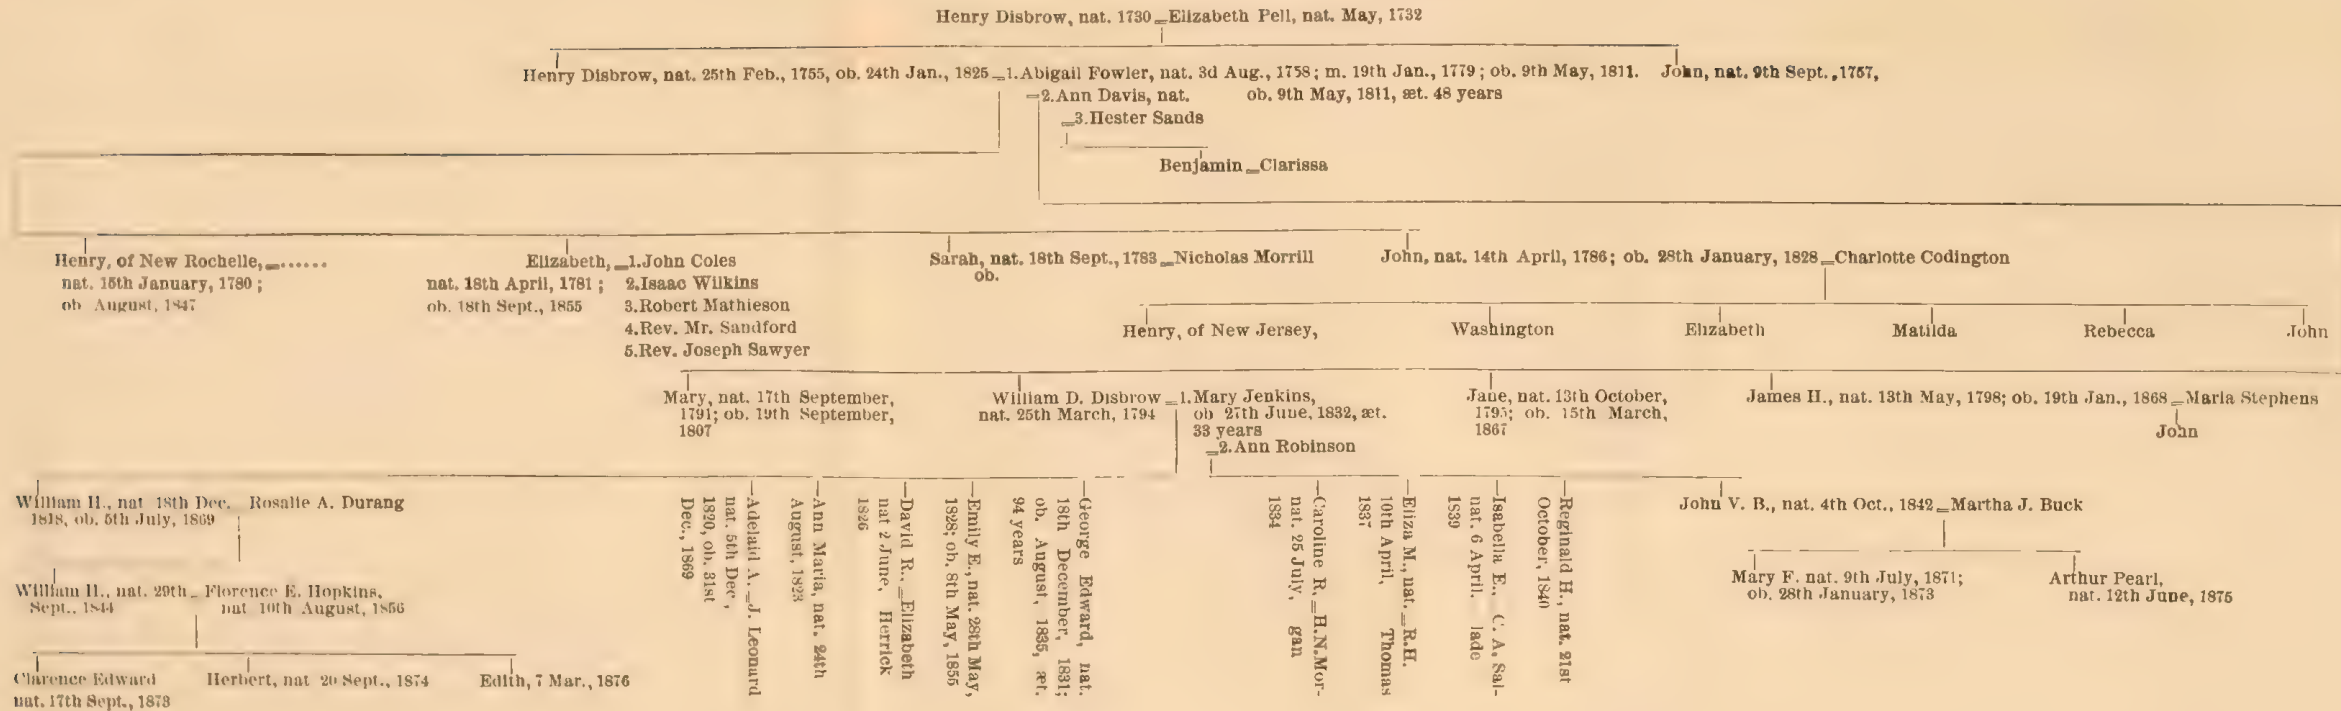 Henry Disbrow, nat. 1730 = Elizabeth Pell, nat. May, 1732
Henry Disbrow, nat. 25th Feb., 1755, ob. 24th Jan., 1825 = 1. Abigail Fowler, nat. 3d Aug., 1758; m. 19th Jan., 1779; ob. 9th May, 1811.
= 2. Ann Davis, nat. ob. 9th May, 1811, æt. 48 years
= 3. Hester Sands
John, nat. 9th Sept., 1757,
Benjamin = Clarissa
Henry, of New Rochelle, = ......
nat. 15th January, 1780;
ob August, 1847
Elizabeth, = 1. John Coles
nat. 18th April, 1781; 2. Isaac Wilkins
ob. 18th Sept., 1855 3. Robert Mathieson
4. Rev. Mr. Sandford
5. Rev. Joseph Sawyer
Sarah, nat. 18th Sept., 1783 = Nicholas Morrill
ob.
John, nat. 14th April, 1786; ob. 28th January, 1828 = Charlotte Codington
Henry, of New Jersey,
Washington
Elizabeth
Matilda
Rebecca
John
Mary, nat. 17th September,
1791; ob. 19th September,
1807
William D. Disbrow = 1. Mary Jenkins,
nat. 25th March, 1794 ob 27th June, 1832, æt.
33 years
= 2. Ann Robinson
Jane, nat. 13th October,
ob. 15th March,
1867
James H., nat. 13th May, 1798; ob. 19th Jan., 1868 = Maria Stephens
John
William H., nat 18th Dec. Rosalie A. Durang
1818, ob. 5th July, 1869
Adelaid A. = J. Leonard
nat. 5th Dec,
1820, ob. 31st
Dec., 1869
Ann Maria, nat. 24th
August, 1823
David R., = Elizabeth
nat 2 June, Herrick
1826
Emily E., nat. 28th May,
1828; ob. 8th May, 1855
George Edward, nat.
18th December, 1831;
ob. August, 1835, æt.
94 years
Caroline R. = H.N. Mor-
nat. 25 July, gan
1834
Eliza M., nat. = R.H.
10th April, Thomas
1837
Isabella E., C. A. Sal-
nat. 6 April. lade
1839
Reginald H., nat. 21st
October, 1840
John V. B., nat. 4th Oct., 1842 = Martha J. Buck
William H., nat. 29th = Florence E. Hopkins,
Sept., 1844 nat 10th August, 1856
Mary F. nat. 9th July, 1871;
ob. 28th January, 1873
Arthur Pearl,
nat. 12th June, 1875
Clarence Edward
nat. 17th Sept., 1873
Herbert, nat 20 Sept., 1874
Edith, 7 Mar., 1876